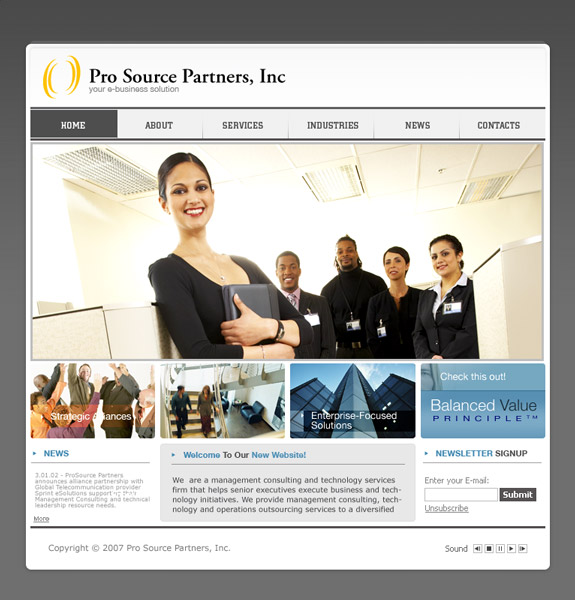 Pro Source Partners, Inc
your e-business solution
HOME ABOUT SERVICES INDUSTRIES NEWS CONTACTS
Strategic Alliances
Enterprise-Focused
Solutions
Check this out!
Balanced Value
PRINCIPLE™
NEWS
3.01.02 - ProSource Partners
announces alliance partnership with
Global Telecommunication provider
Sprint eSolutions supporting
Management Consulting and technical
leadership resource needs.
More
Welcome To Our New Website!
We are a management consulting and technology services
firm that helps senior executives execute business and tech-
nology initiatives. We provide management consulting, tech-
nology and operations outsourcing services to a diversified
NEWSLETTER SIGNUP
Enter your E-mail:
Submit
Unsubscribe
Copyright © 2007 Pro Source Partners, Inc.
Sound